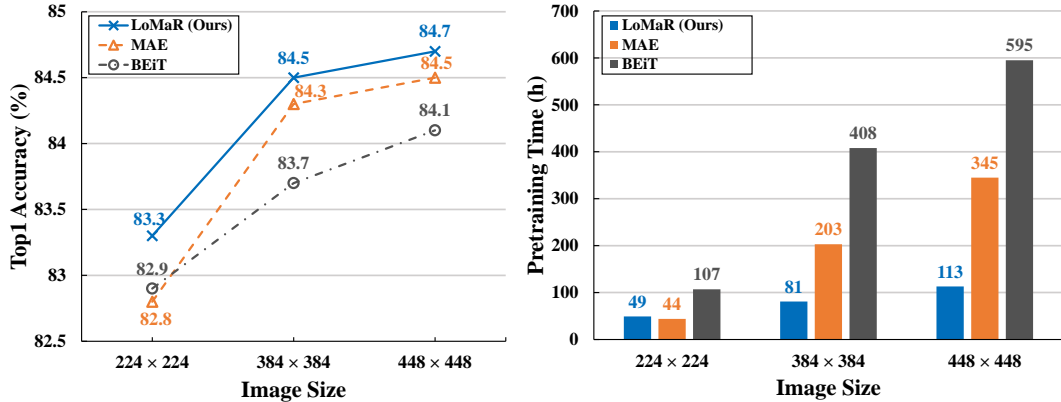 85
84.5
84
83.5
83
82.5
Top1 Accuracy (%)
LoMaR (Ours)
MAE
BEiT
83.3
84.5
84.7
82.8
84.3
84.5
82.9
83.7
84.1
224 × 224
384 × 384
448 × 448
Image Size
700
600
500
400
300
200
100
0
Pretraining Time (h)
LoMaR (Ours)
MAE
BEiT
49
44
107
81
203
408
113
345
595
224 × 224
384 × 384
448 × 448
Image Size